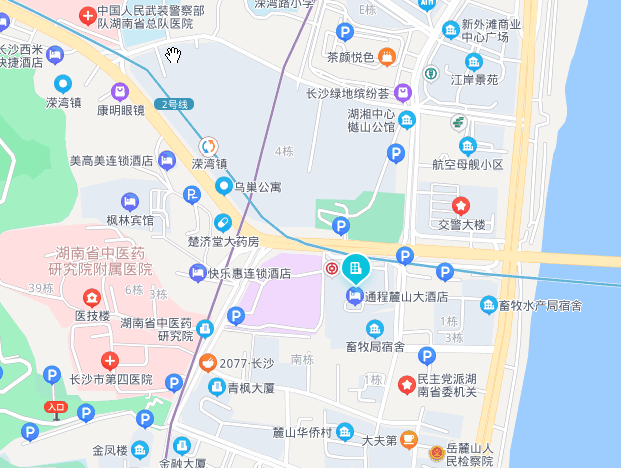 溁湾路小学
E栋
ATM
中国人民武装警察部
队湖南省总队医院
新外滩商业
中心广场
长沙西米
快捷酒店
茶颜悦色
江岸景苑
溁湾镇
康明眼镜
2号线
长沙绿地缤纷荟
湖湘中心
樾山公馆
4栋
美高美连锁酒店
溁湾镇
航空母舰小区
乌巢公寓
枫林宾馆
交警大楼
楚济堂大药房
湖南省中医药
研究院附属医院
快乐惠连锁酒店
39栋
6栋
3栋
医技楼
通程麓山大酒店
畜牧水产局宿舍
湖南省中医药
研究院
1栋
3栋
畜牧局宿舍
南栋
2077·长沙
长沙市第四医院
青枫大厦
1栋
民主党派湖
南省委机关
入口
麓山华侨村
大夫第
金凤楼
金融大厦
岳麓山人
民检察院